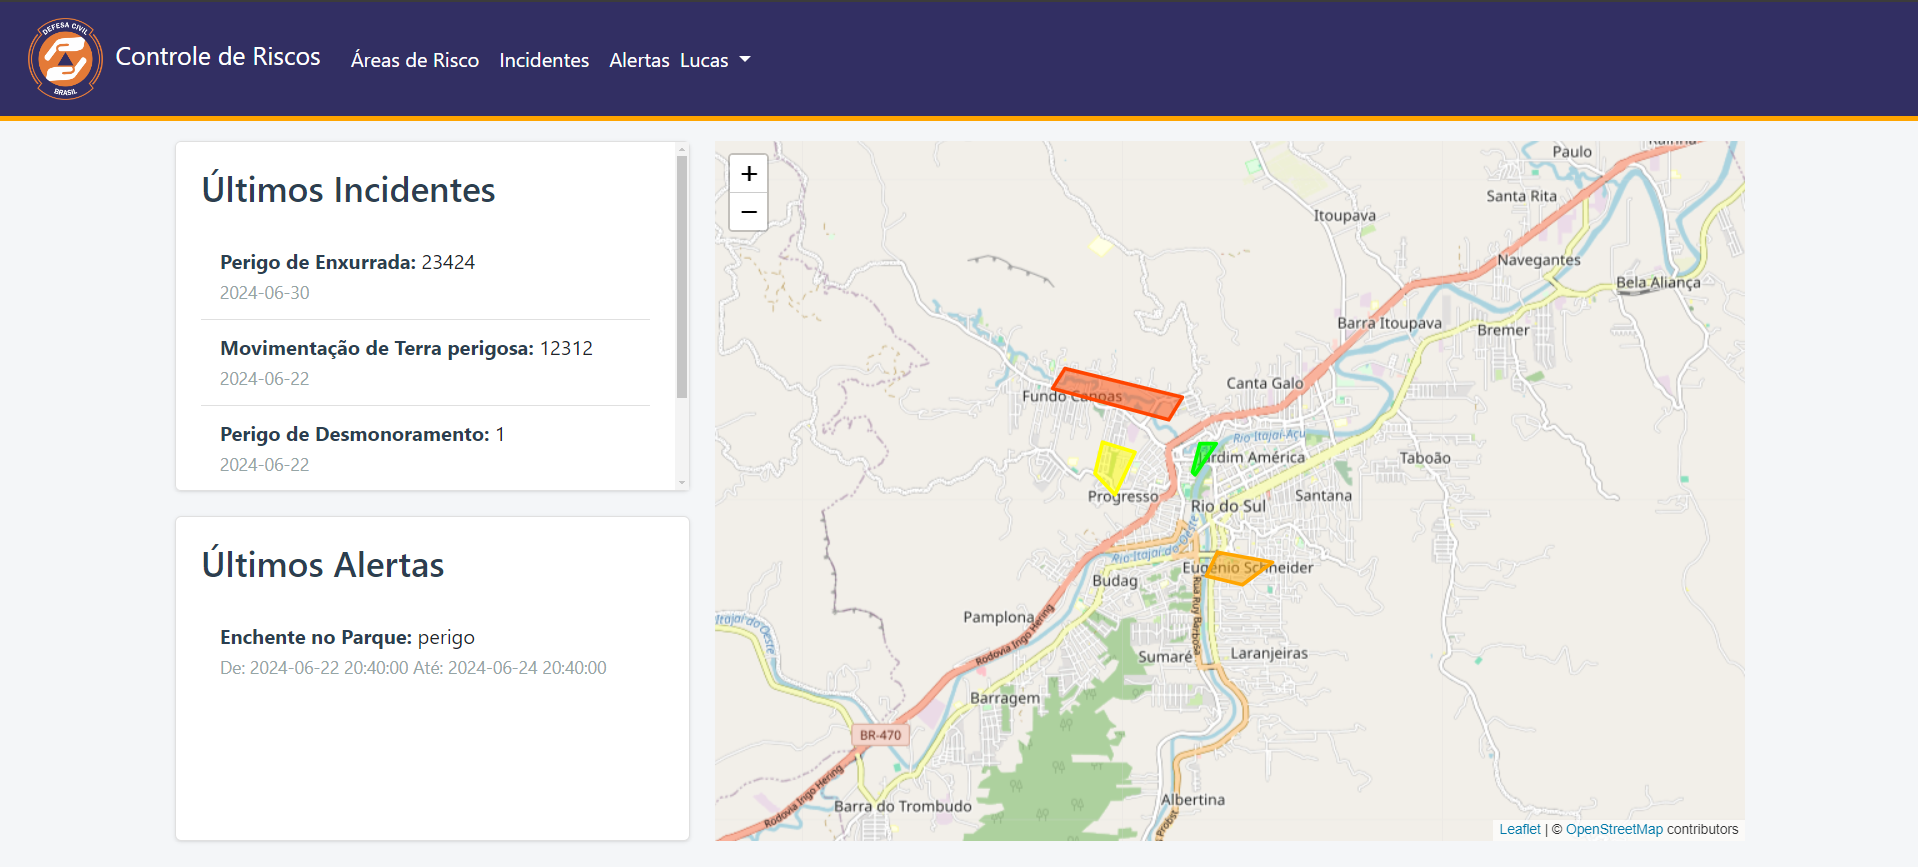 DEFESA CIVIL
BRASIL
Controle de Riscos
Áreas de Risco
Incidentes
Alertas
Lucas
Últimos Incidentes
Perigo de Enxurrada: 23424
2024-06-30
Movimentação de Terra perigosa: 12312
2024-06-22
Perigo de Desmonoramento: 1
2024-06-22
Últimos Alertas
Enchente no Parque: perigo
De: 2024-06-22 20:40:00 Até: 2024-06-24 20:40:00
+
−
Paulo
Santa Rita
Itoupava
Navegantes
Bela Aliança
Barra Itoupava
Bremer
Canta Galo
Fundo Canoas
Rio Itajaí-Açu
Jardim América
Taboão
Progresso
Santana
Rio do Sul
Rio Itajaí do Oeste
Eugênio Schneider
Budag
Rua Ruy Barbosa
Pamplona
Itajaí do Oeste
Rodovia Ingo Hering
Sumaré
Laranjeiras
Barragem
BR-470
Rodovia Ingo Hering
Albertina
Barra do Trombudo
Probst
Leaflet | © OpenStreetMap contributors